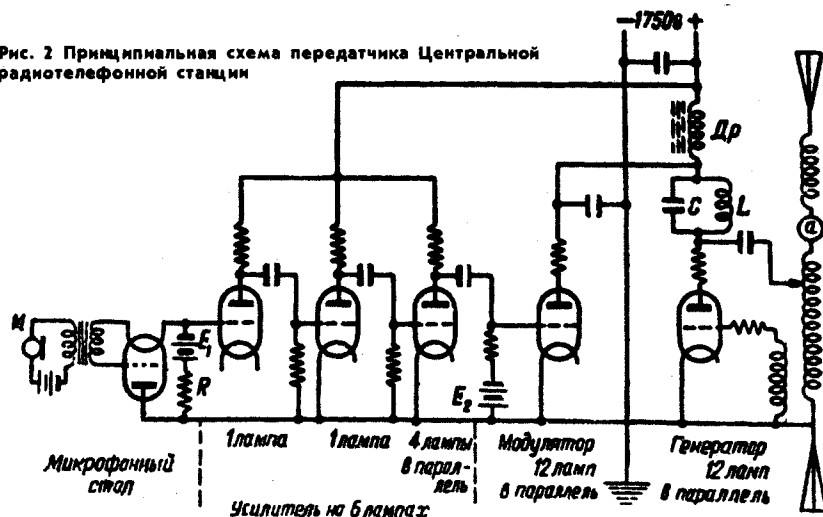 Рис. 2 Принципиальная схема передатчика Центральной
радиотелефонной станции
−1750в +
Др
C
L
a
М
E₁
R
E₂
Микрофонный
стол
1 лампа
1 лампа
4 лампы
в парал-
лель
Усилитель на 6 лампах
Модулятор
12 ламп
в параллель
Генератор
12 ламп
в параллель